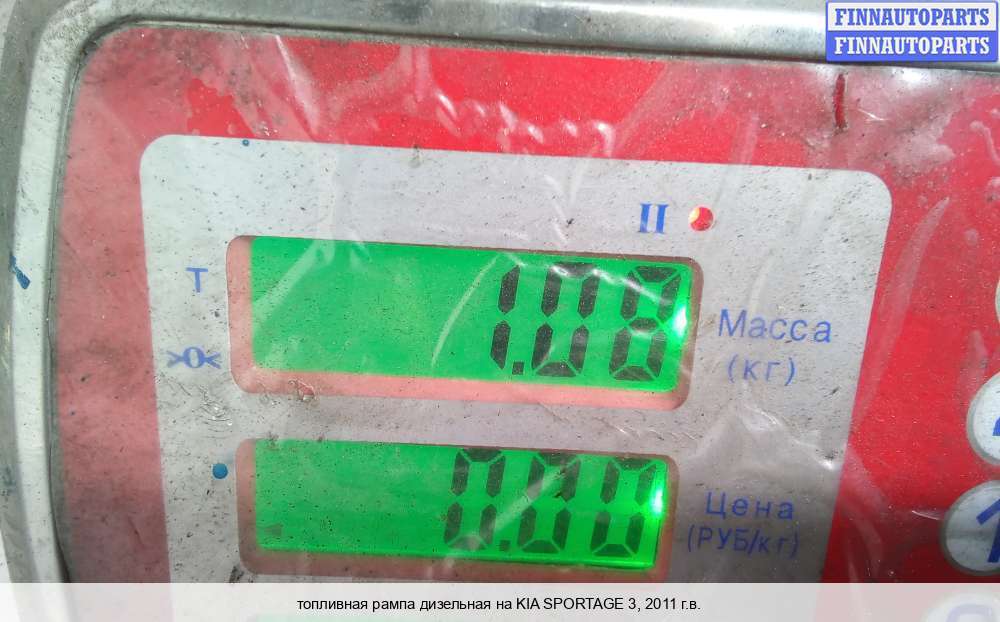 FINNAUTOPARTS
FINNAUTOPARTS
II
T
1.08
Масса
(кг)
>0<
0.00
Цена
(РУБ/кг)
топливная рампа дизельная на KIA SPORTAGE 3, 2011 г.в.